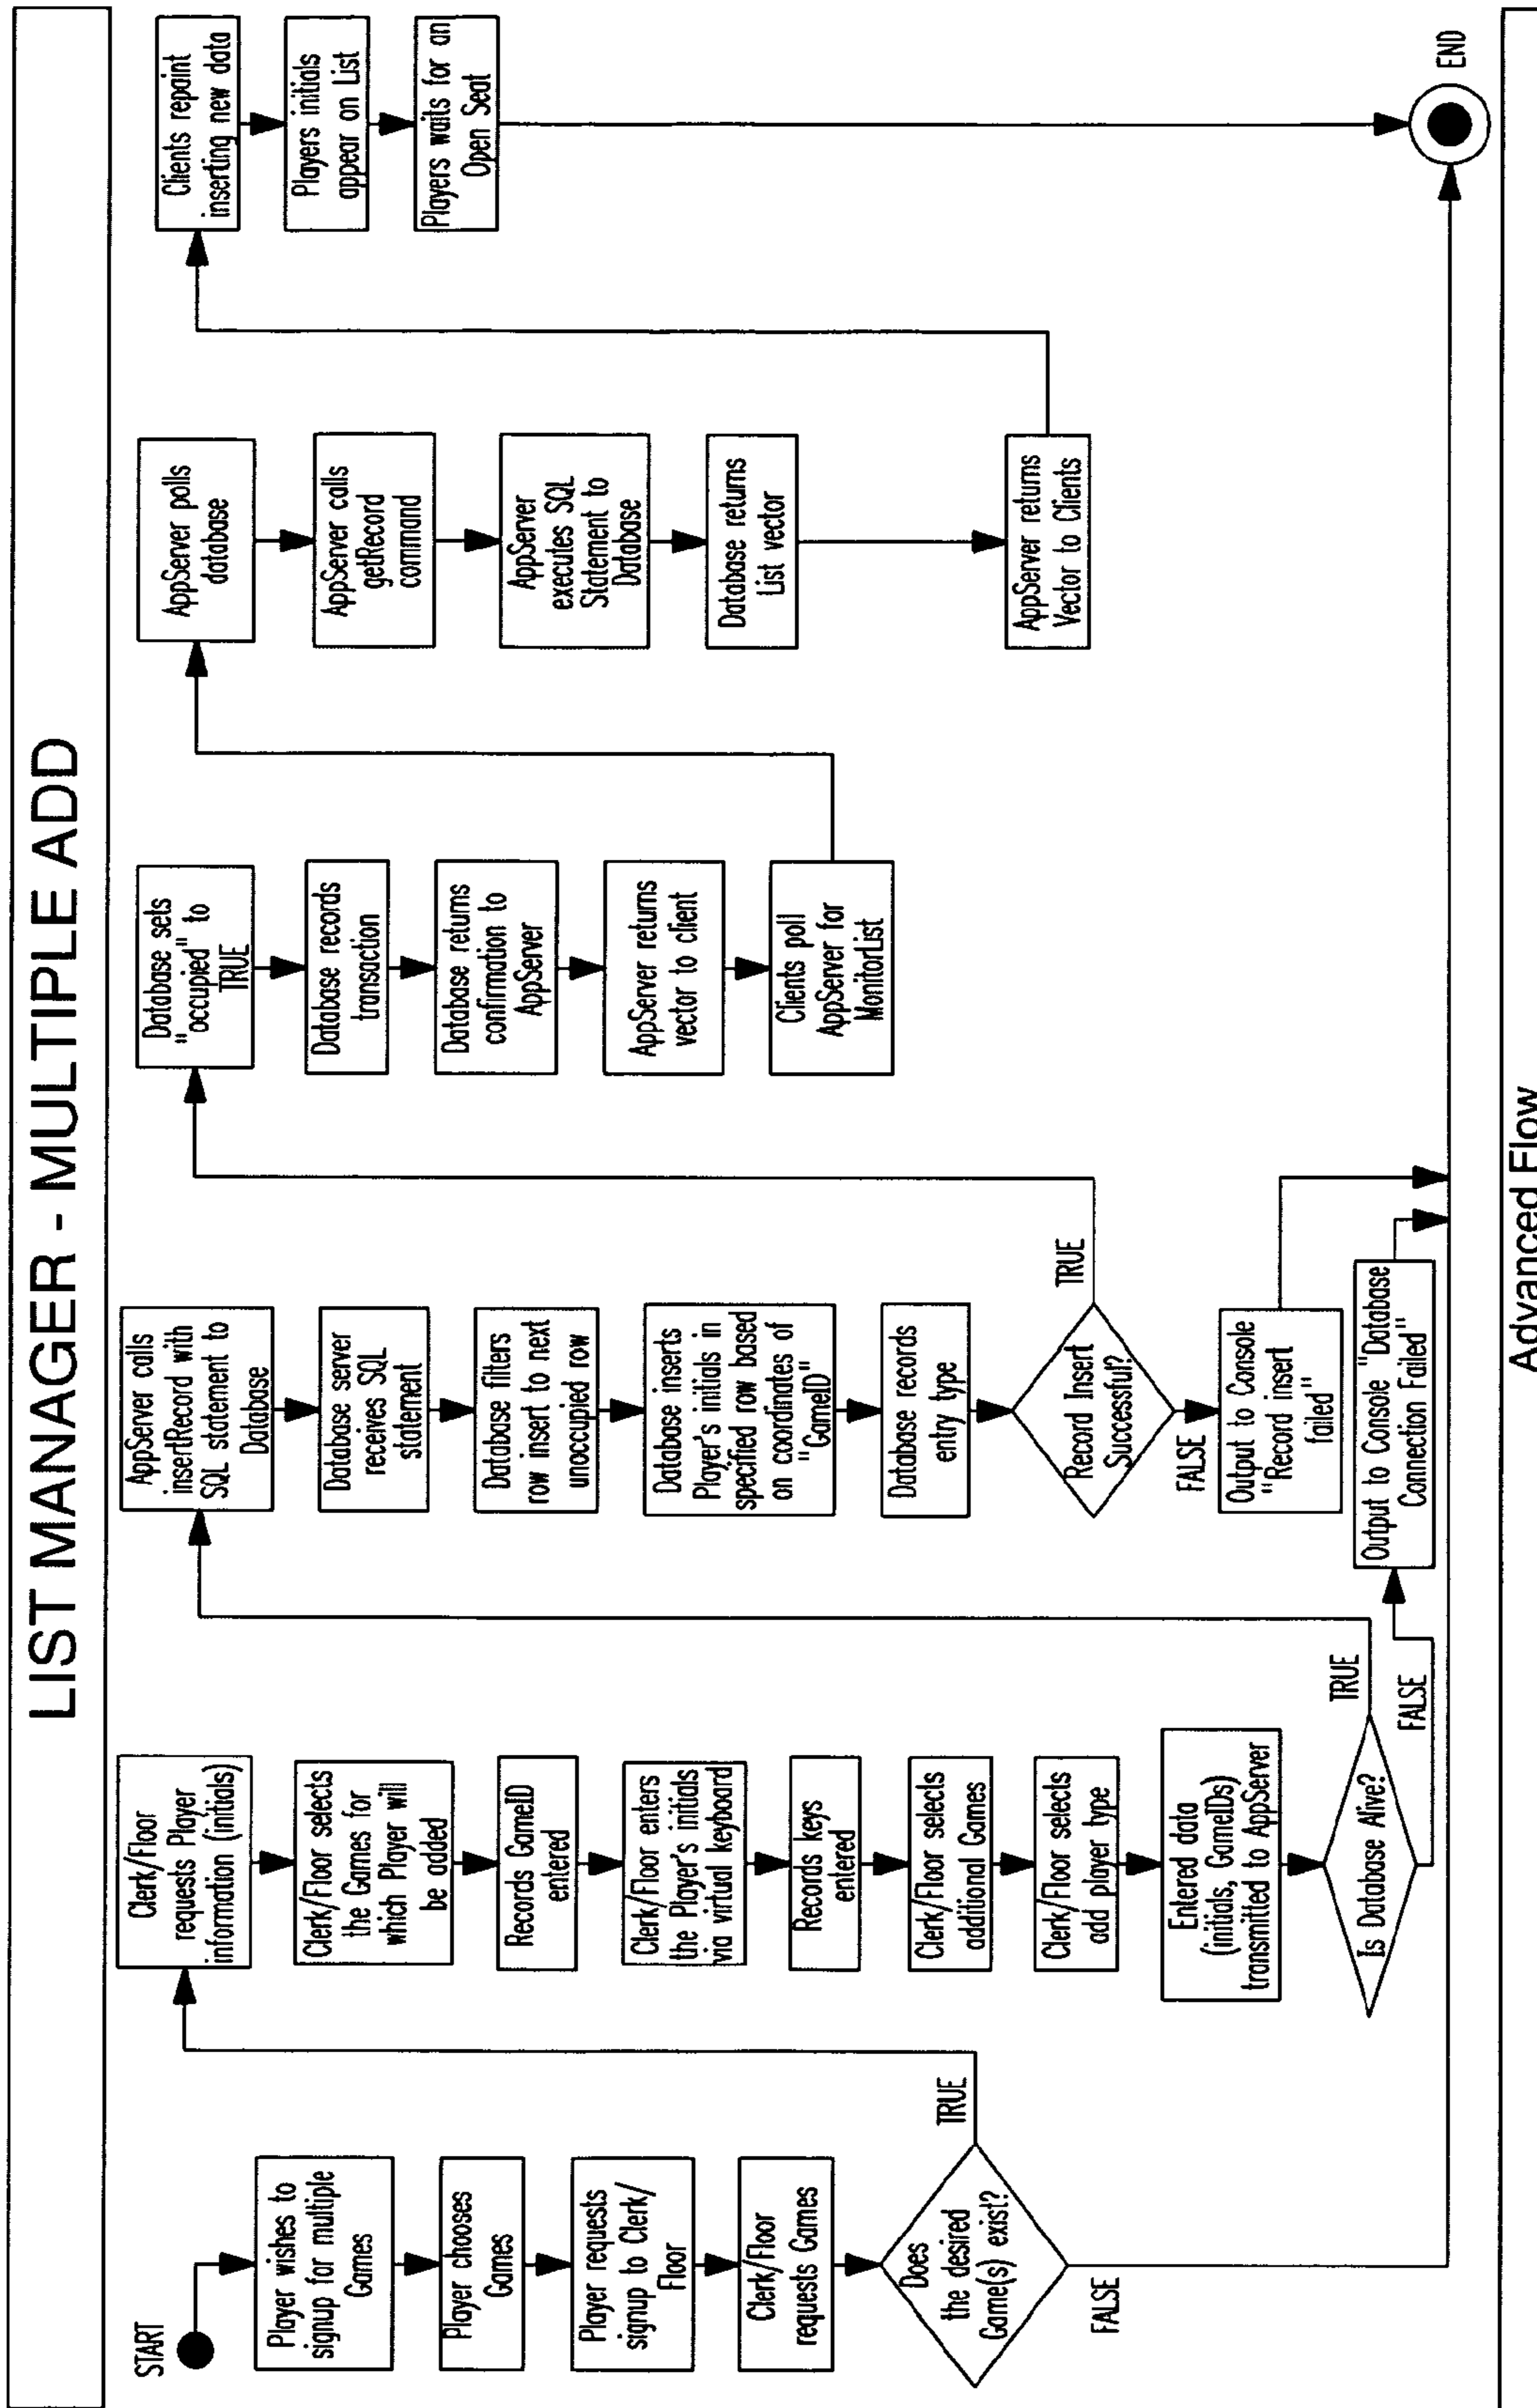 LIST MANAGER - MULTIPLE ADD
START
Player wishes to
signup for multiple
Games
Player chooses
Games
Player requests
signup to Clerk/
Floor
Clerk/Floor
requests Games
Does
the desired
Game(s) exist?
TRUE
FALSE
Clerk/Floor
requests Player
information (initials)
Clerk/Floor selects
the Games for
which Player will
be added
Records GameID
entered
Clerk/Floor enters
the Player's initials
via virtual keyboard
Records keys
entered
Clerk/Floor selects
additional Games
Clerk/Floor selects
add player type
Entered data
(initials, GameIDs)
transmitted to AppServer
Is Database Alive?
TRUE
FALSE
AppServer calls
insertRecord with
SQL statement to
Database
Database server
receives SQL
statement
Database filters
row insert to next
unoccupied row
Database inserts
Player's initials in
specified row based
on coordinates of
"GameID"
Database records
entry type
Record Insert
Successful?
TRUE
FALSE
Output to Console
"Record insert
failed"
Output to Console "Database
Connection Failed"
Database sets
"occupied" to
TRUE
Database records
transaction
Database returns
confirmation to
AppServer
AppServer returns
vector to client
Clients poll
AppServer for
MonitorList
AppServer polls
database
AppServer calls
getRecord
command
AppServer
executes SQL
Statement to
Database
Database returns
List vector
AppServer returns
Vector to Clients
Clients repaint
inserting new data
Players initials
appear on List
Players waits for an
Open Seat
END
Advanced Flow